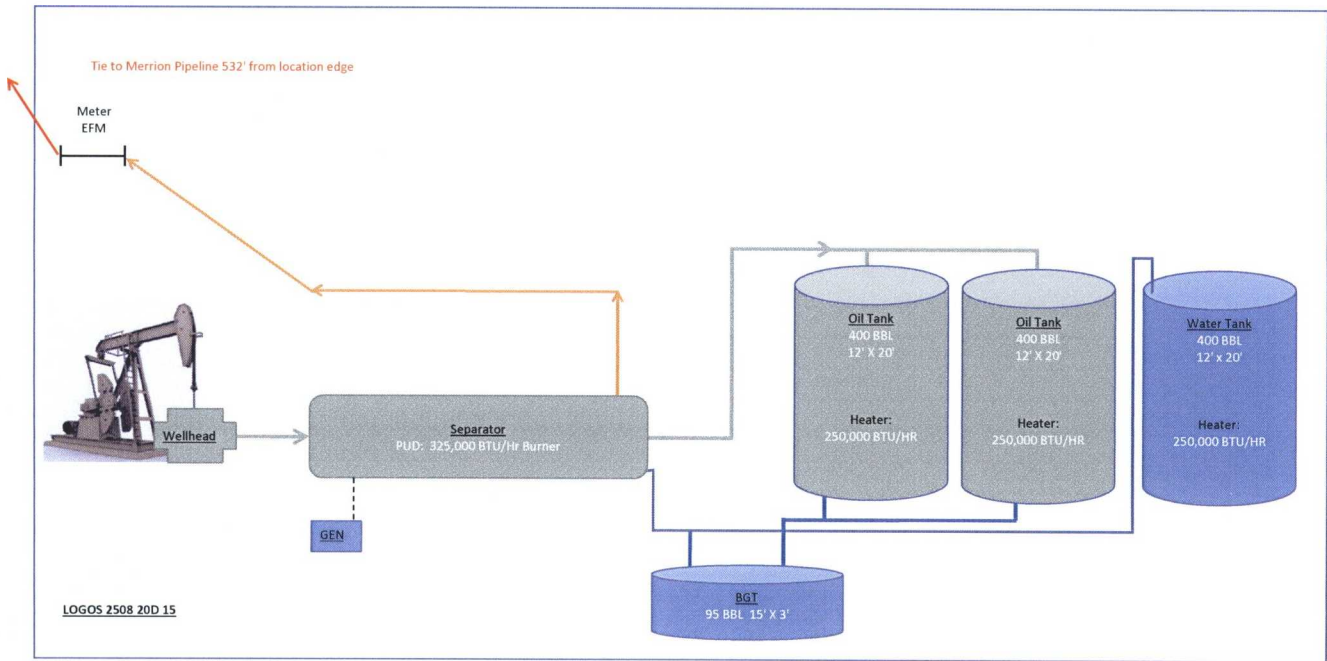 Tie to Merrion Pipeline 532' from location edge
Meter
EFM
Oil Tank
400 BBL
12' X 20'
Heater:
250,000 BTU/HR
Oil Tank
400 BBL
12' X 20'
Heater:
250,000 BTU/HR
Water Tank
400 BBL
12' x 20'
Heater:
250,000 BTU/HR
Wellhead
Separator
PUD: 325,000 BTU/Hr Burner
GEN
BGT
95 BBL 15' X 3'
LOGOS 2508 20D 15